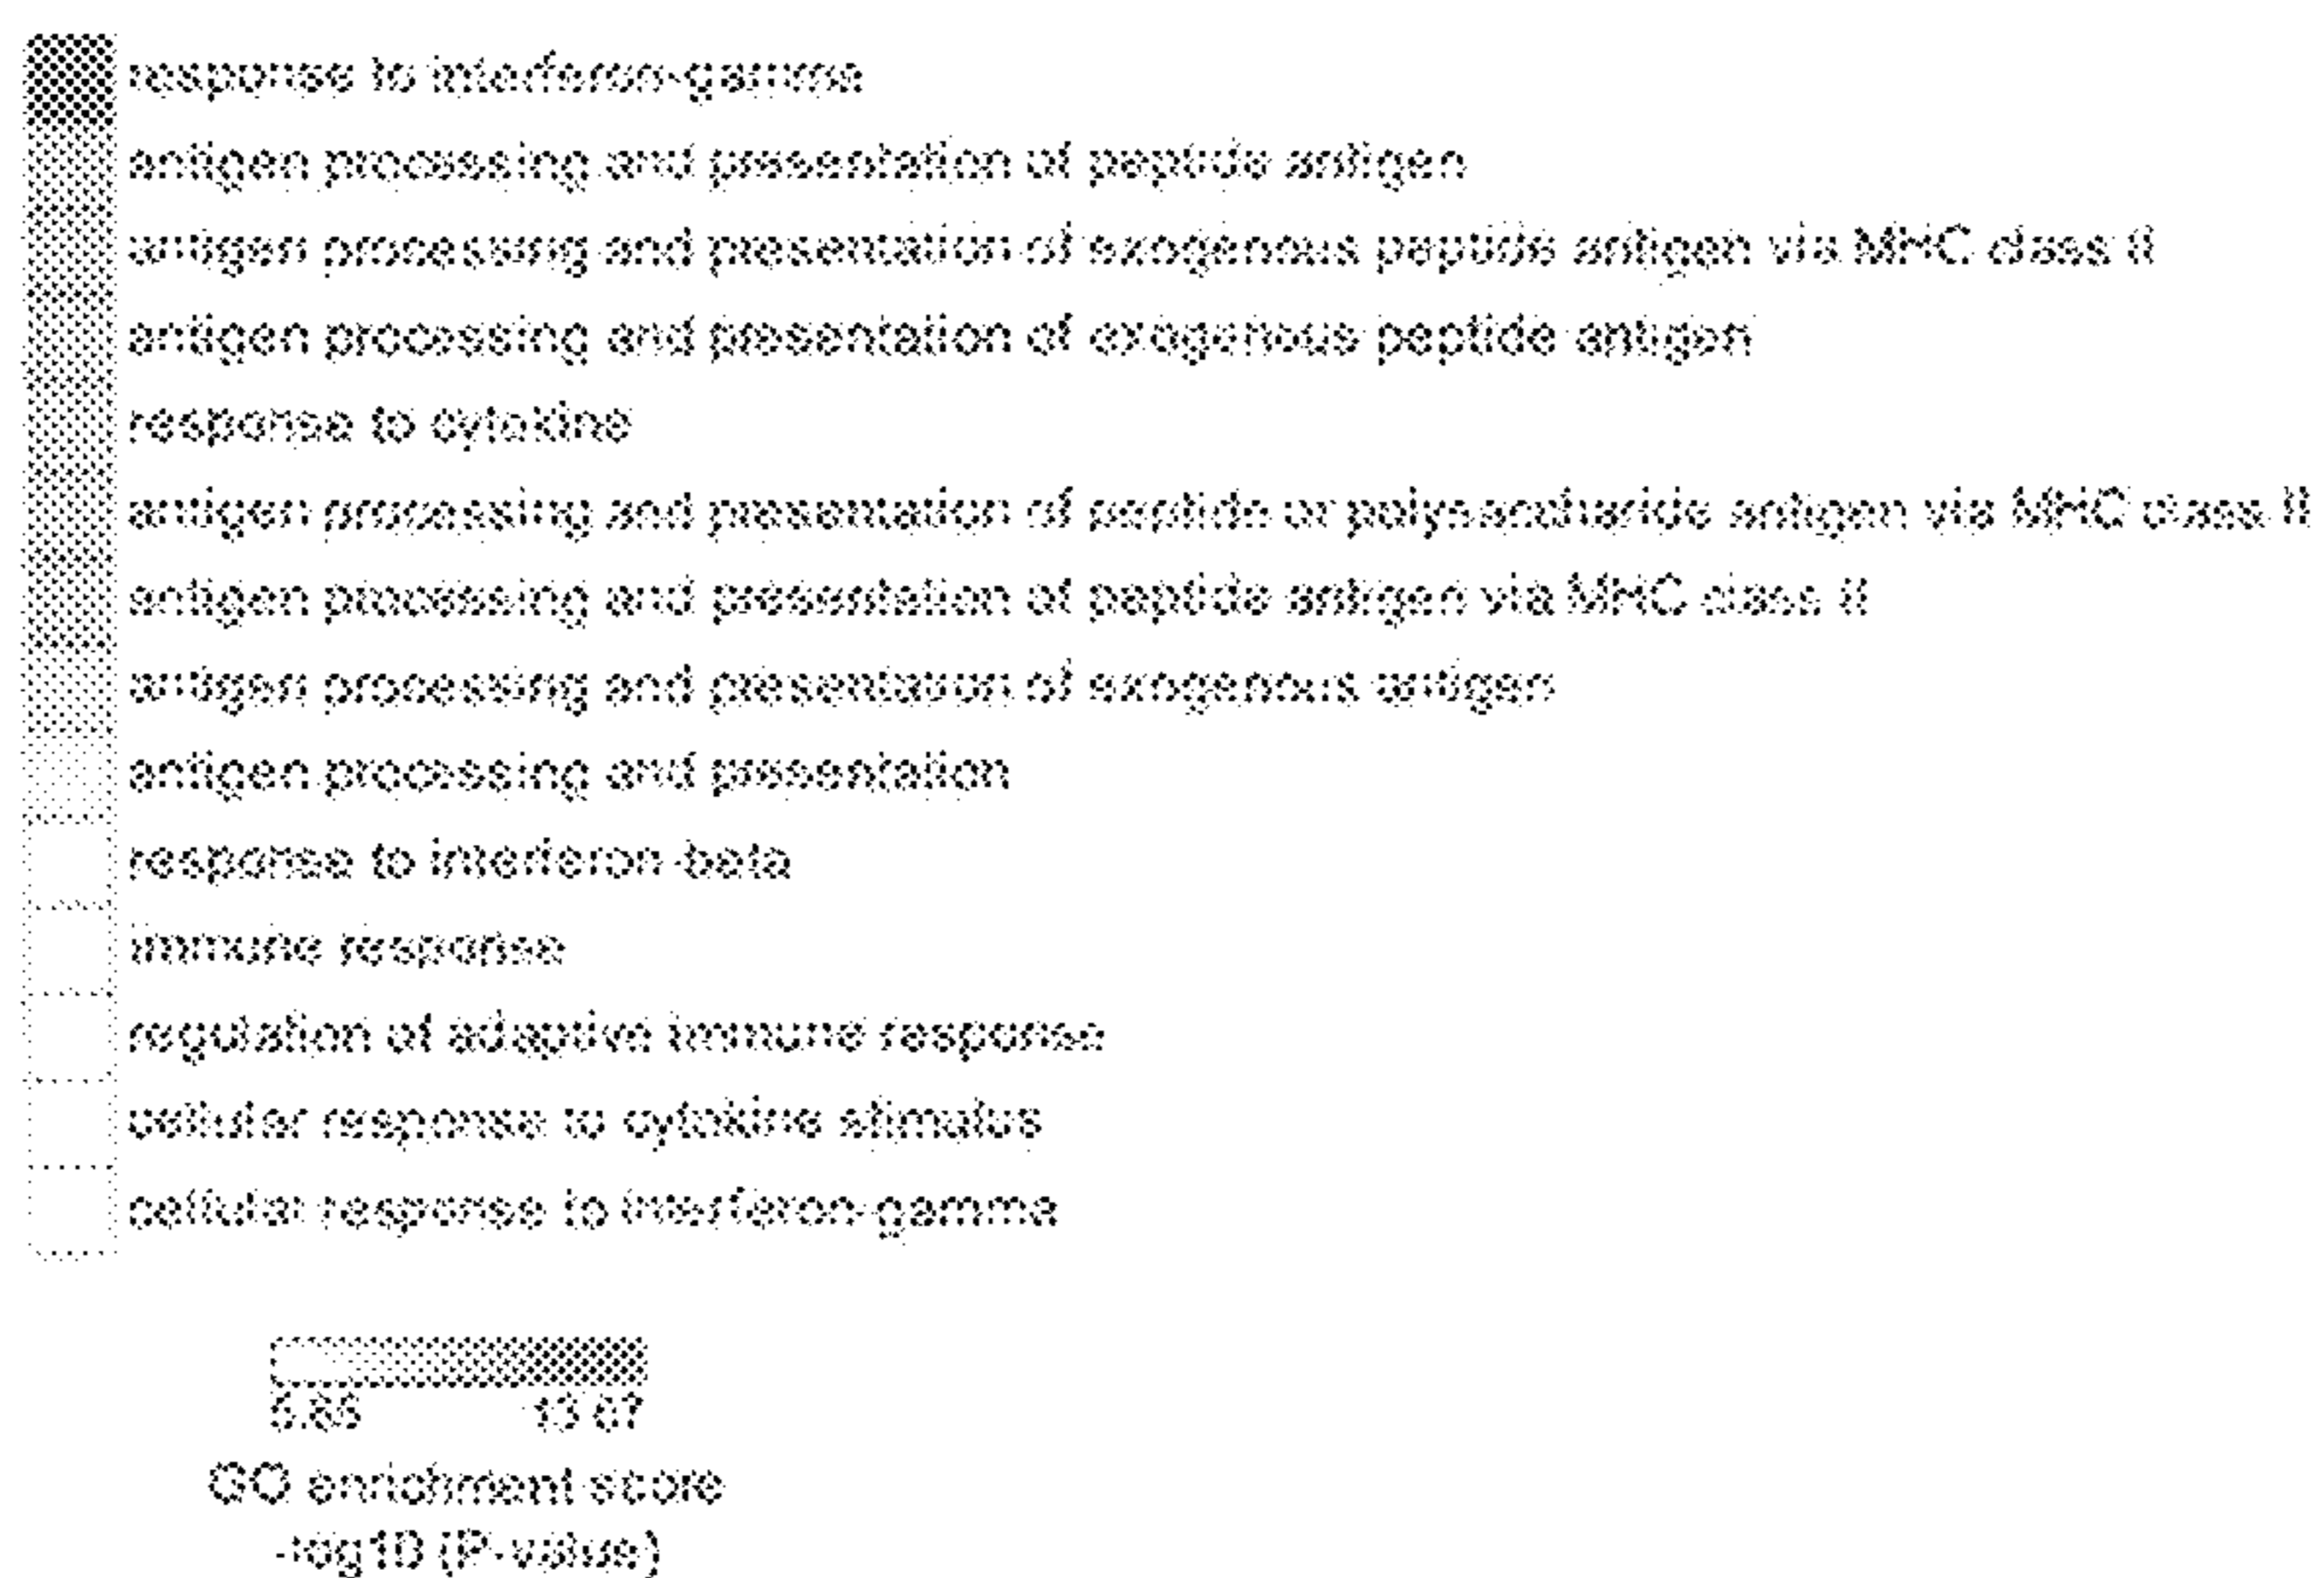 response to interferon-gamma
antigen processing and presentation of peptide antigen
antigen processing and presentation of exogenous peptide antigen via MHC class II
antigen processing and presentation of exogenous peptide antigen
response to cytokine
antigen processing and presentation of peptide or polysaccharide antigen via MHC class II
antigen processing and presentation of peptide antigen via MHC class II
antigen processing and presentation of exogenous antigen
antigen processing and presentation
response to interferon-beta
immune response
regulation of adaptive immune response
cellular response to cytokine stimulus
cellular response to interferon-gamma
GO enrichment score
-log10 (P-value)